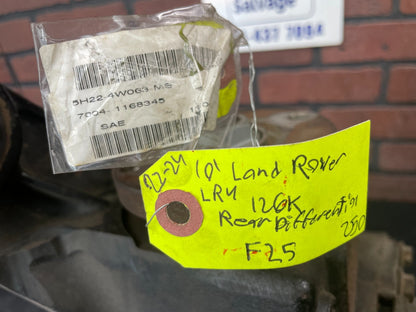 Salvage
437 7884
5H22 4W063 MS
7004 1168345
SAE
12-24
10' Land Rover
LR4 126K
Rear Differential
250
F25